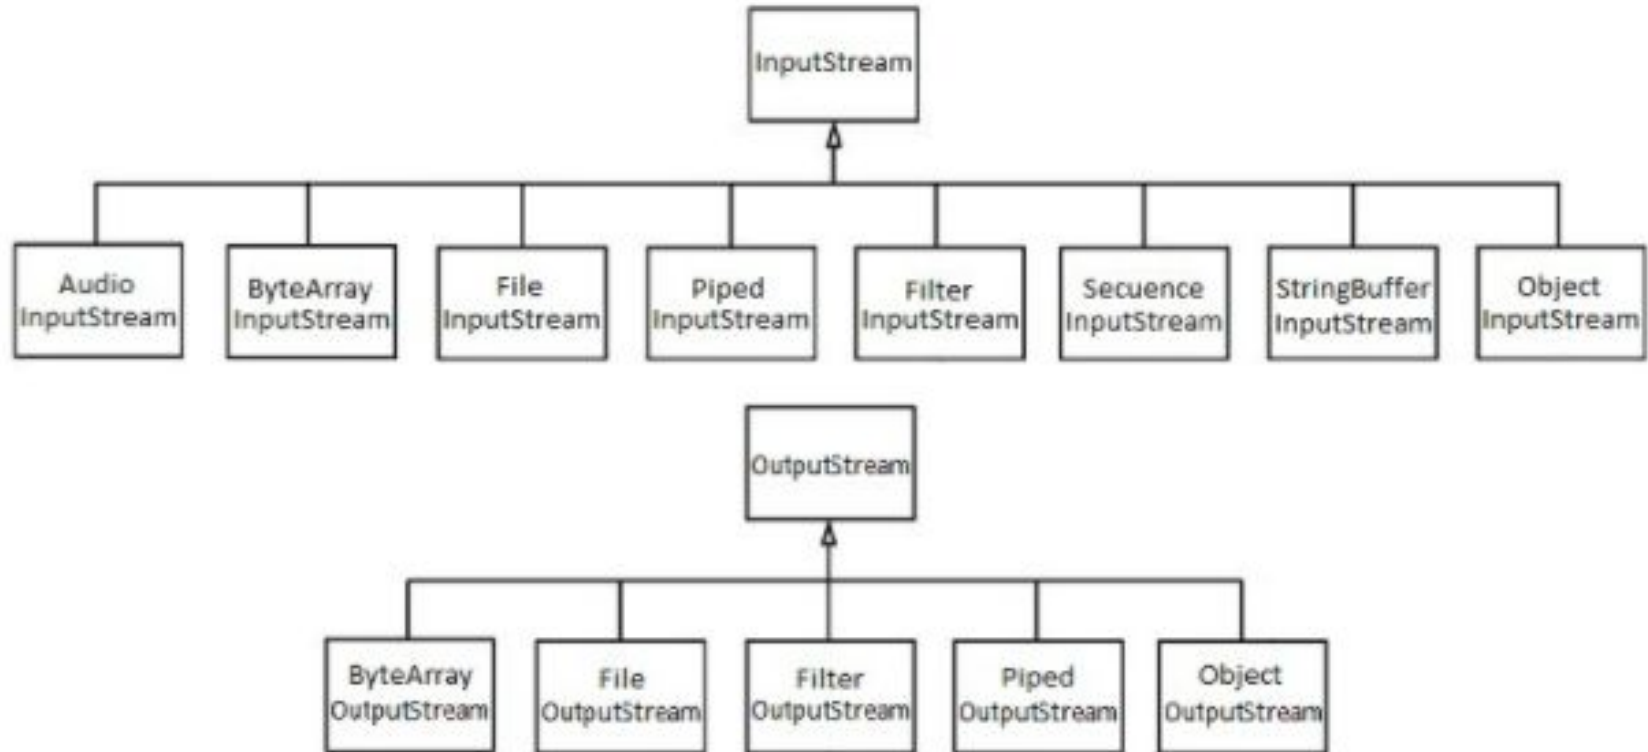 InputStream
Audio
InputStream
ByteArray
InputStream
File
InputStream
Piped
InputStream
Filter
InputStream
Secuence
InputStream
StringBuffer
InputStream
Object
InputStream
OutputStream
ByteArray
OutputStream
File
OutputStream
Filter
OutputStream
Piped
OutputStream
Object
OutputStream